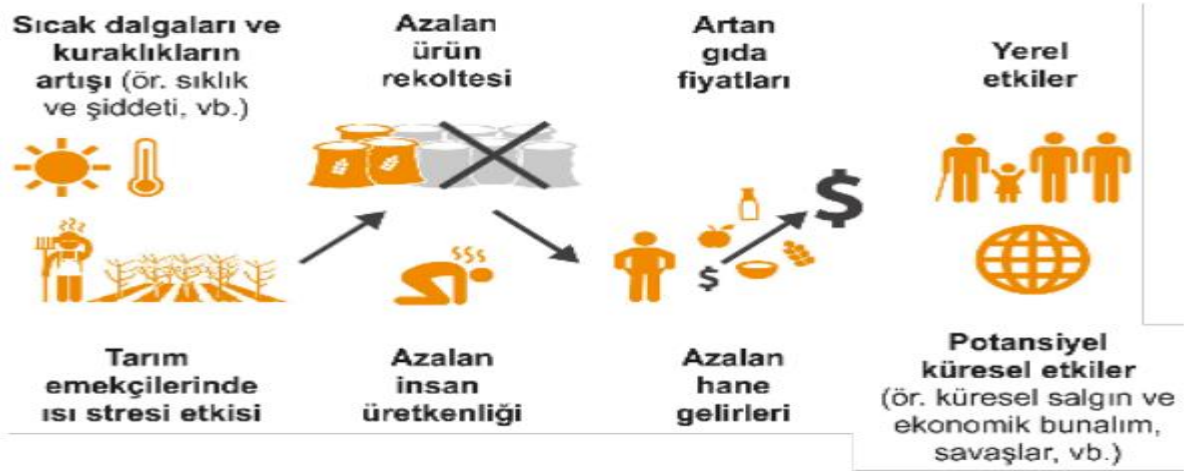 Sıcak dalgaları ve
kuraklıkların
artışı (ör. sıklık
ve şiddeti, vb.)
Azalan
ürün
rekoltesi
Artan
gıda
fiyatları
Yerel
etkiler
$
$
Tarım
emekçilerinde
ısı stresi etkisi
Azalan
insan
üretkenliği
Azalan
hane
gelirleri
Potansiyel
küresel etkiler
(ör. küresel salgın ve
ekonomik bunalım,
savaşlar, vb.)